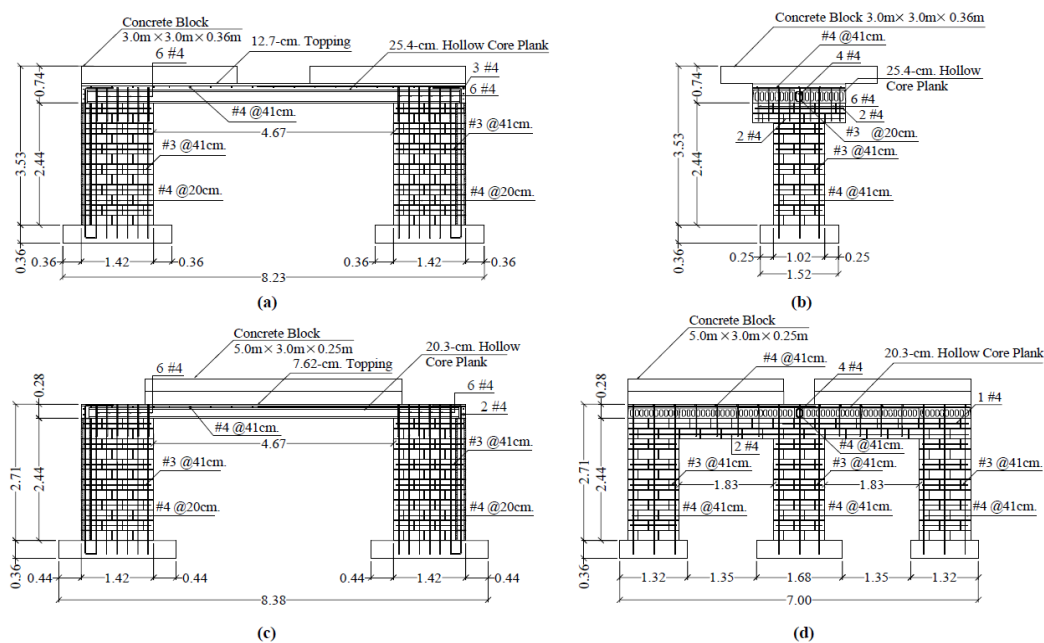 Concrete Block
3.0m×3.0m×0.36m
12.7-cm. Topping
6 #4
25.4-cm. Hollow Core Plank
3 #4
6 #4
#4 @41cm.
4.67
#3 @41cm.
#3 @41cm.
#4 @20cm.
#4 @20cm.
0.74
3.53
2.44
0.36
0.36
1.42
0.36
0.36
1.42
0.36
8.23
(a)
Concrete Block 3.0m× 3.0m× 0.36m
#4 @41cm.
4 #4
25.4-cm. Hollow
Core Plank
6 #4
2 #4
2 #4
#3 @20cm.
#3 @41cm.
#4 @41cm.
0.74
3.53
2.44
0.36
0.25
1.02
0.25
1.52
(b)
Concrete Block
5.0m× 3.0m× 0.25m
20.3-cm. Hollow
Core Plank
6 #4
7.62-cm. Topping
6 #4
2 #4
#4 @41cm.
4.67
#3 @41cm.
#3 @41cm.
#4 @20cm.
#4 @20cm.
0.28
2.71
2.44
0.36
0.44
1.42
0.44
0.44
1.42
0.44
8.38
(c)
Concrete Block
5.0m× 3.0m× 0.25m
#4 @41cm.
4 #4
20.3-cm. Hollow Core Plank
1 #4
2 #4
#4 @41cm.
#3 @41cm.
#3 @41cm.
#3 @41cm.
1.83
1.83
#4 @41cm.
#4 @41cm.
#4 @41cm.
0.28
2.71
2.44
0.36
1.32
1.35
1.68
1.35
1.32
7.00
(d)